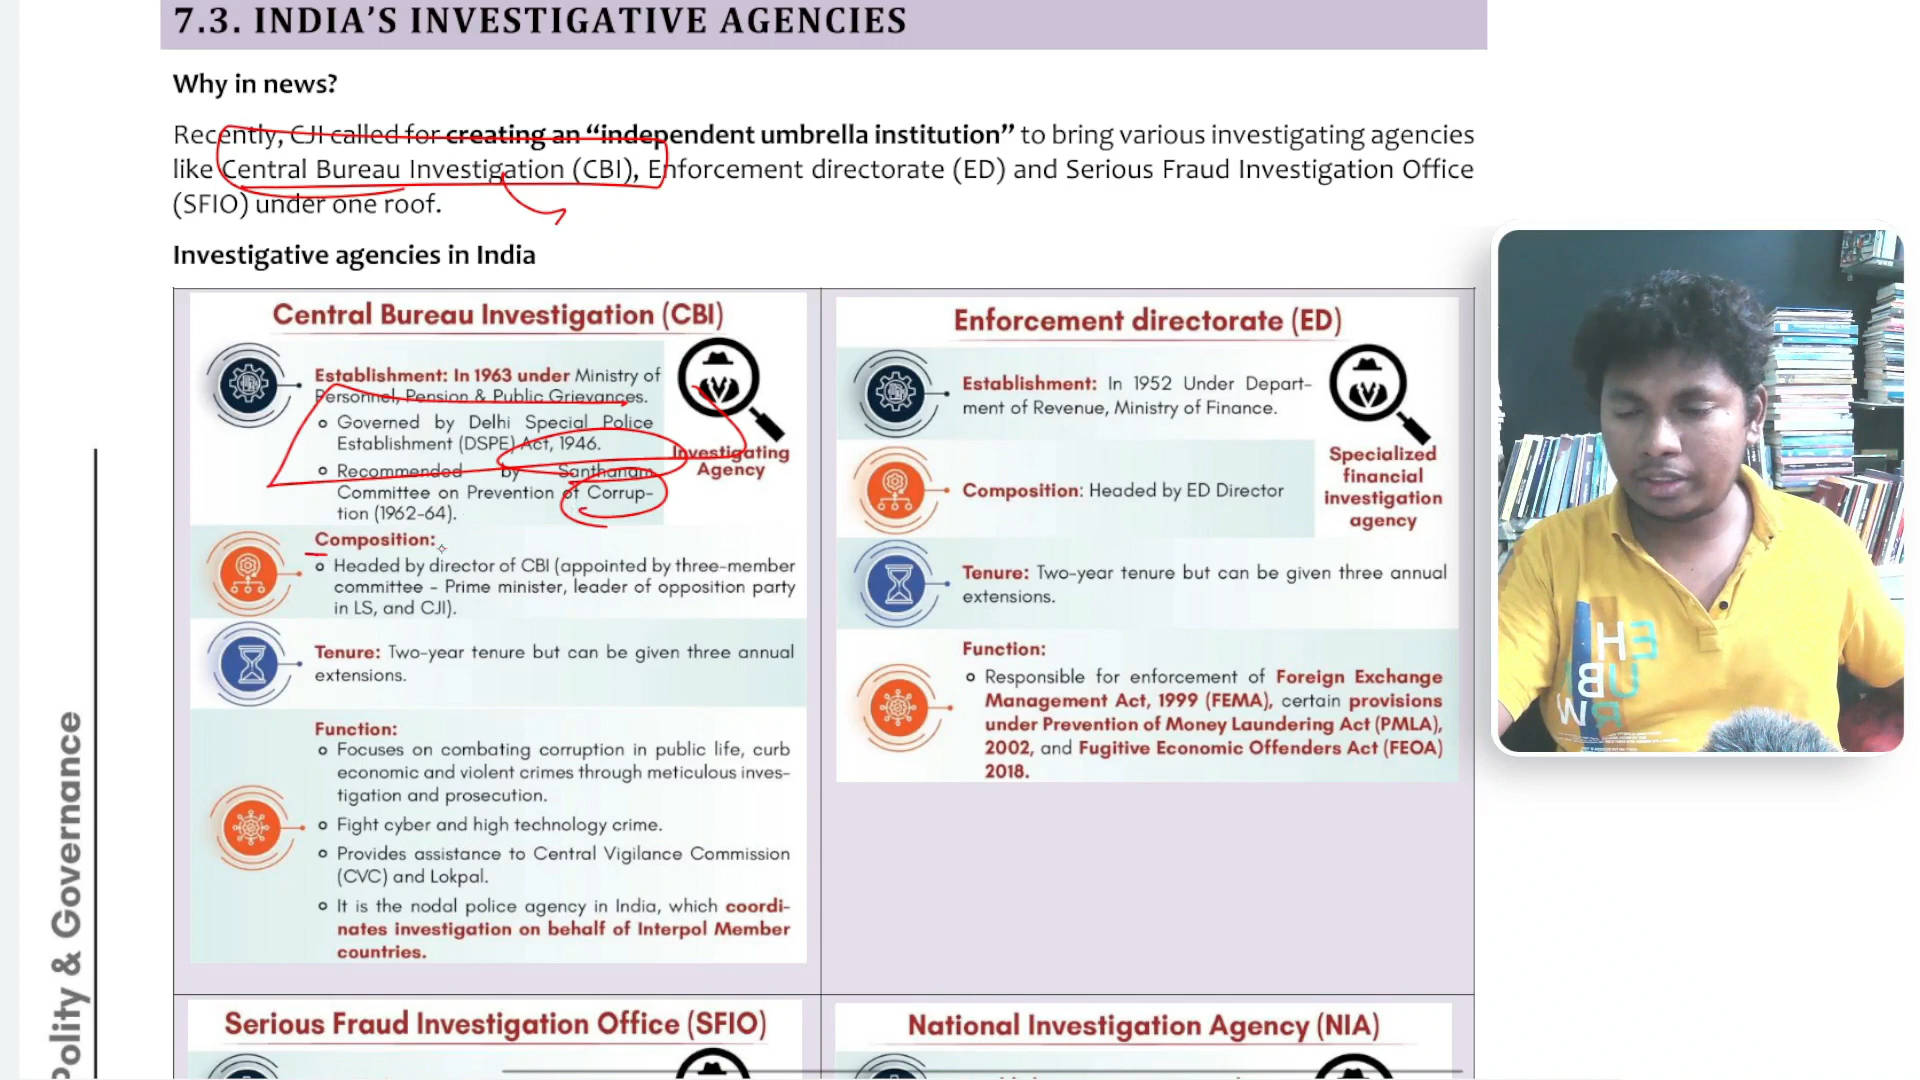 7.3. INDIA’S INVESTIGATIVE AGENCIES
Why in news?
Recently, CJI called for creating an “independent umbrella institution” to bring various investigating agencies
like Central Bureau Investigation (CBI), Enforcement directorate (ED) and Serious Fraud Investigation Office
(SFIO) under one roof.
Investigative agencies in India
Central Bureau Investigation (CBI)
Establishment: In 1963 under Ministry of
Personnel, Pension & Public Grievances.
Governed by Delhi Special Police
Establishment (DSPE) Act, 1946.
Recommended by Santhanam
Committee on Prevention of Corrup-
tion (1962-64).
Investigating
Agency
Composition:
Headed by director of CBI (appointed by three-member
committee - Prime minister, leader of opposition party
in LS, and CJI).
Tenure: Two-year tenure but can be given three annual
extensions.
Function:
Focuses on combating corruption in public life, curb
economic and violent crimes through meticulous inves-
tigation and prosecution.
Fight cyber and high technology crime.
Provides assistance to Central Vigilance Commission
(CVC) and Lokpal.
It is the nodal police agency in India, which coordi-
nates investigation on behalf of Interpol Member
countries.
Enforcement directorate (ED)
Establishment: In 1952 Under Depart-
ment of Revenue, Ministry of Finance.
Composition: Headed by ED Director
Specialized
financial
investigation
agency
Tenure: Two-year tenure but can be given three annual
extensions.
Function:
Responsible for enforcement of Foreign Exchange
Management Act, 1999 (FEMA), certain provisions
under Prevention of Money Laundering Act (PMLA),
2002, and Fugitive Economic Offenders Act (FEOA)
2018.
Serious Fraud Investigation Office (SFIO)
National Investigation Agency (NIA)
Polity & Governance